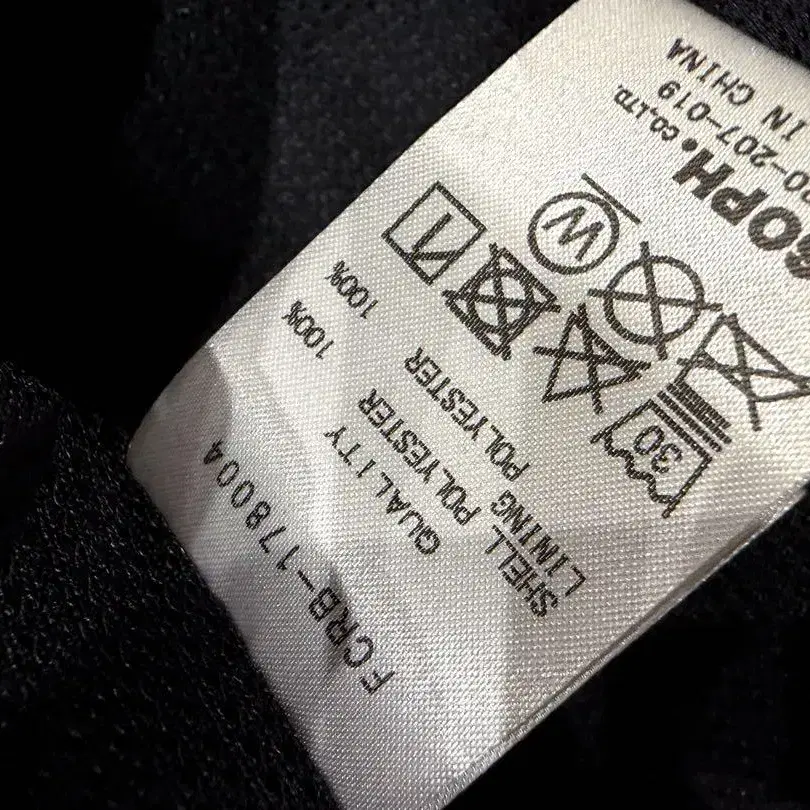 FCRB-178004
QUALITY
SHELL POLYESTER 100%
LINING POLYESTER 100%
30
W
SOPH. CO.,LTD.
0-207-019
IN CHINA